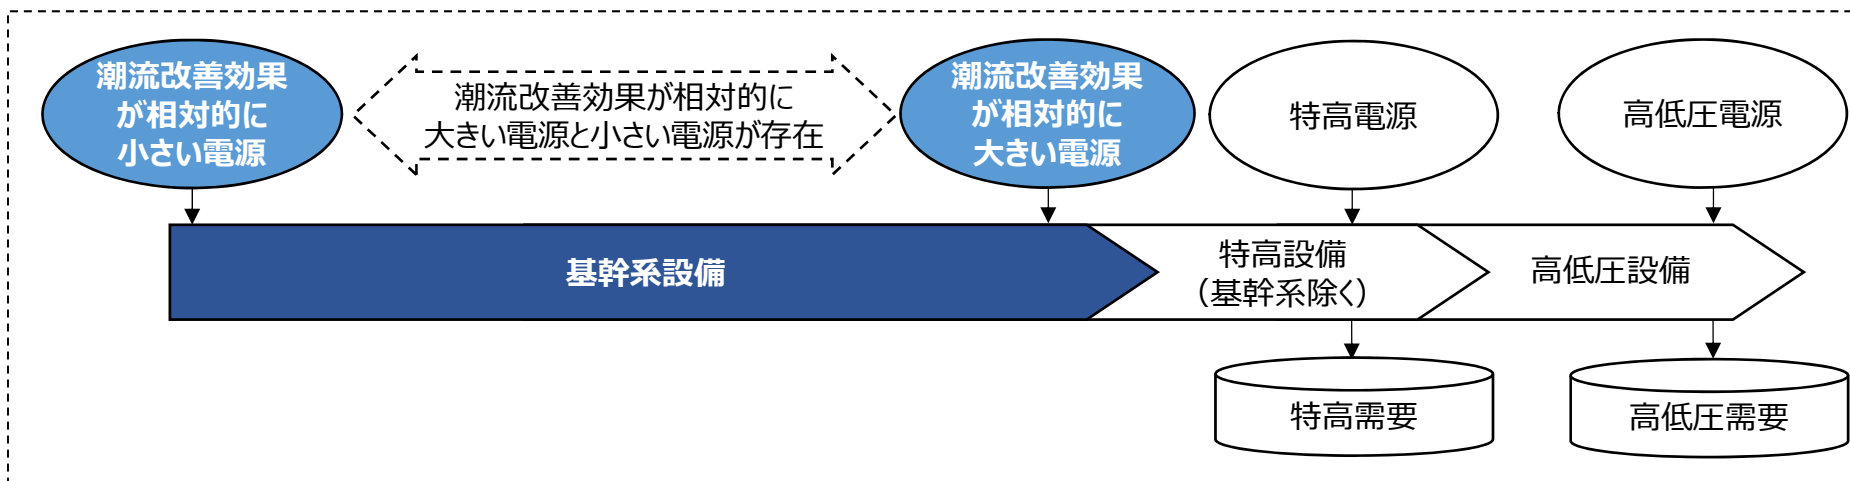 潮流改善効果
が相対的に
小さい電源
潮流改善効果が相対的に
大きい電源と小さい電源が存在
潮流改善効果
が相対的に
大きい電源
特高電源
高低圧電源
基幹系設備
特高設備
（基幹系除く）
高低圧設備
特高需要
高低圧需要